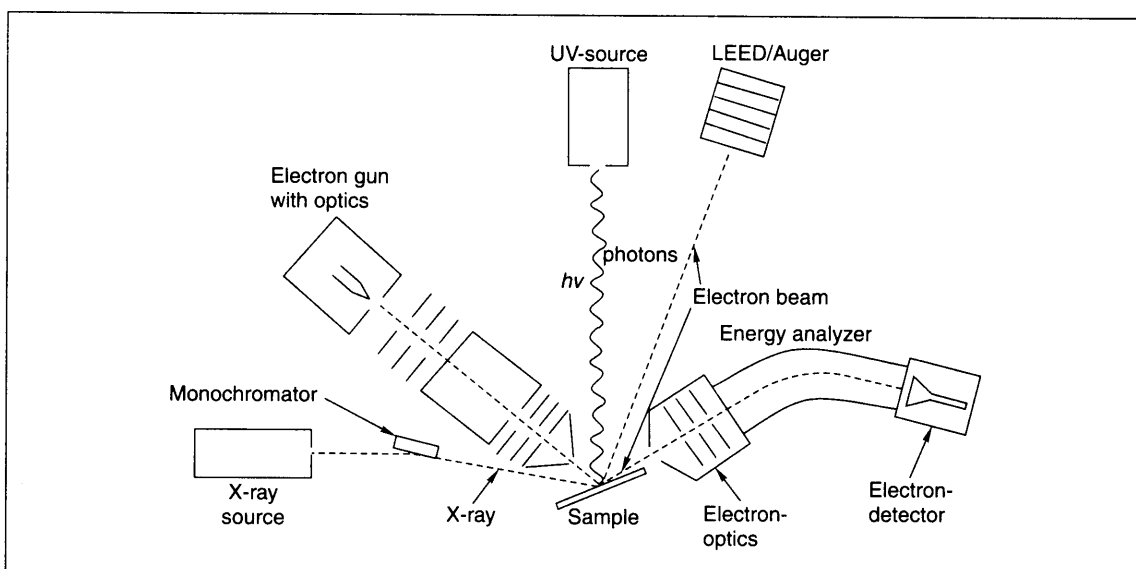 UV-source
LEED/Auger
Electron gun
with optics
photons
hv
Electron beam
Energy analyzer
Monochromator
X-ray
source
X-ray
Sample
Electron-
optics
Electron-
detector